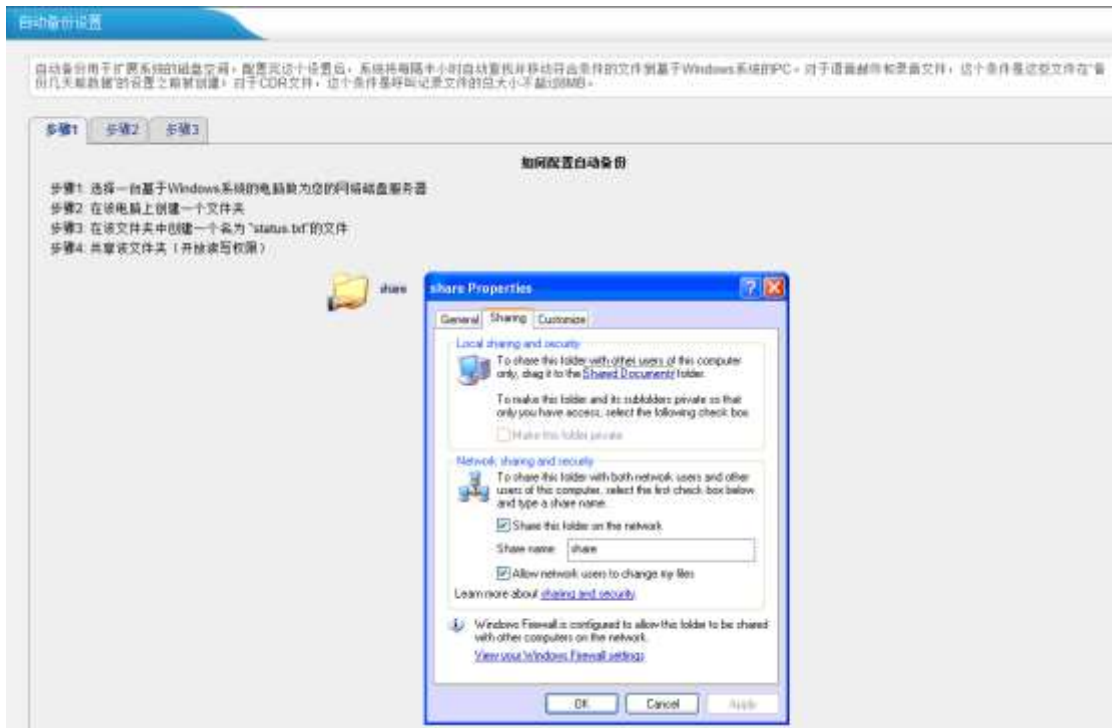 自动备份设置
自动备份用于扩展系统的磁盘空间。配置完这个设置后,系统将每隔半小时自动查找并移动符合条件的文件到基于Windows系统的PC。对于语音邮件和录音文件,这个条件是这些文件在"备
份几天前数据"的设置之前被创建;对于CDR文件,这个条件是呼叫记录文件的总大小不超过8MB。
步骤1 步骤2 步骤3
如何配置自动备份
步骤1: 选择一台基于Windows系统的电脑做为您的网络磁盘服务器
步骤2: 在该电脑上创建一个文件夹
步骤3: 在该文件夹中创建一个名为 "status.txt"的文件
步骤4: 共享该文件夹(开放读写权限)
share
share Properties
General Sharing Customize
Local sharing and security
To share this folder with other users of this computer
only, drag it to the Shared Documents folder.
To make this folder and its subfolders private so that
only you have access, select the following check box.
Make this folder private
Network sharing and security
To share this folder with both network users and other
users of this computer, select the first check box below
and type a share name.
Share this folder on the network
Share name: share
Allow network users to change my files
Learn more about sharing and security.
Windows Firewall is configured to allow this folder to be shared
with other computers on the network.
View your Windows Firewall settings
OK Cancel Apply